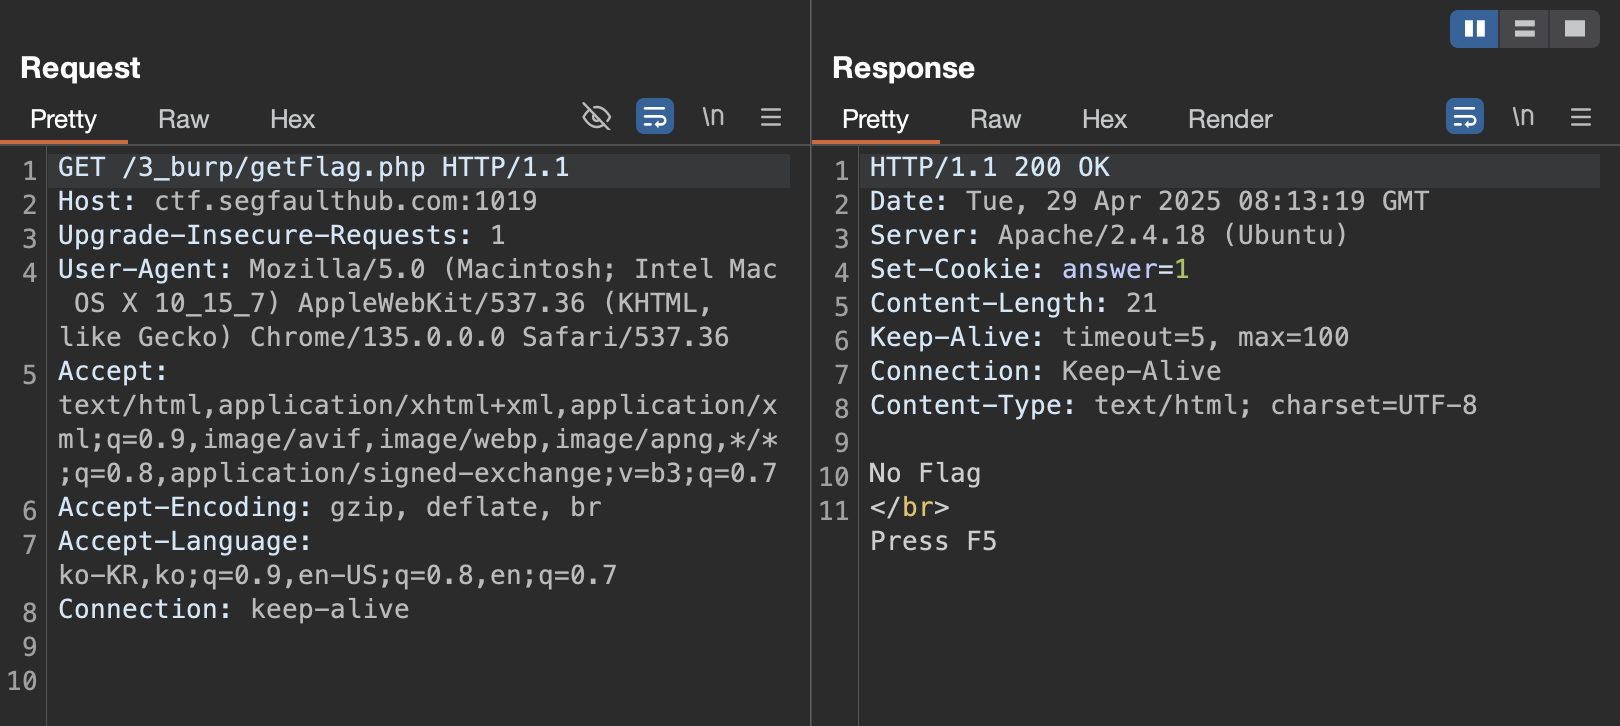 Request
Pretty Raw Hex \n
1 GET /3_burp/getFlag.php HTTP/1.1
2 Host: ctf.segfaulthub.com:1019
3 Upgrade-Insecure-Requests: 1
4 User-Agent: Mozilla/5.0 (Macintosh; Intel Mac
OS X 10_15_7) AppleWebKit/537.36 (KHTML,
like Gecko) Chrome/135.0.0.0 Safari/537.36
5 Accept:
text/html,application/xhtml+xml,application/x
ml;q=0.9,image/avif,image/webp,image/apng,*/*
;q=0.8,application/signed-exchange;v=b3;q=0.7
6 Accept-Encoding: gzip, deflate, br
7 Accept-Language:
ko-KR,ko;q=0.9,en-US;q=0.8,en;q=0.7
8 Connection: keep-alive
9
10
Response
Pretty Raw Hex Render \n
1 HTTP/1.1 200 OK
2 Date: Tue, 29 Apr 2025 08:13:19 GMT
3 Server: Apache/2.4.18 (Ubuntu)
4 Set-Cookie: answer=1
5 Content-Length: 21
6 Keep-Alive: timeout=5, max=100
7 Connection: Keep-Alive
8 Content-Type: text/html; charset=UTF-8
9
10 No Flag
11 </br>
Press F5